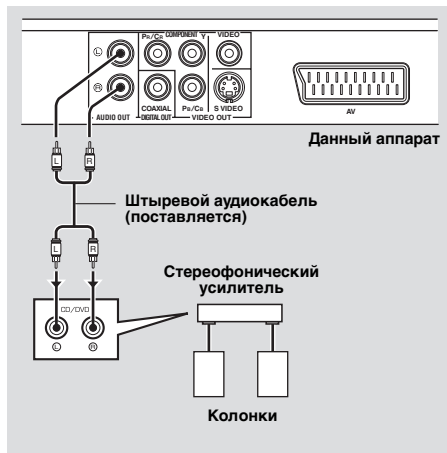 PR/CR COMPONENT Y VIDEO
L
R
COAXIAL PB/CB S VIDEO
AUDIO OUT DIGITAL OUT VIDEO OUT
AV
Данный аппарат
L R
Штыревой аудиокабель
(поставляется)
L R
Стереофонический
усилитель
CD/DVD
L R
Колонки